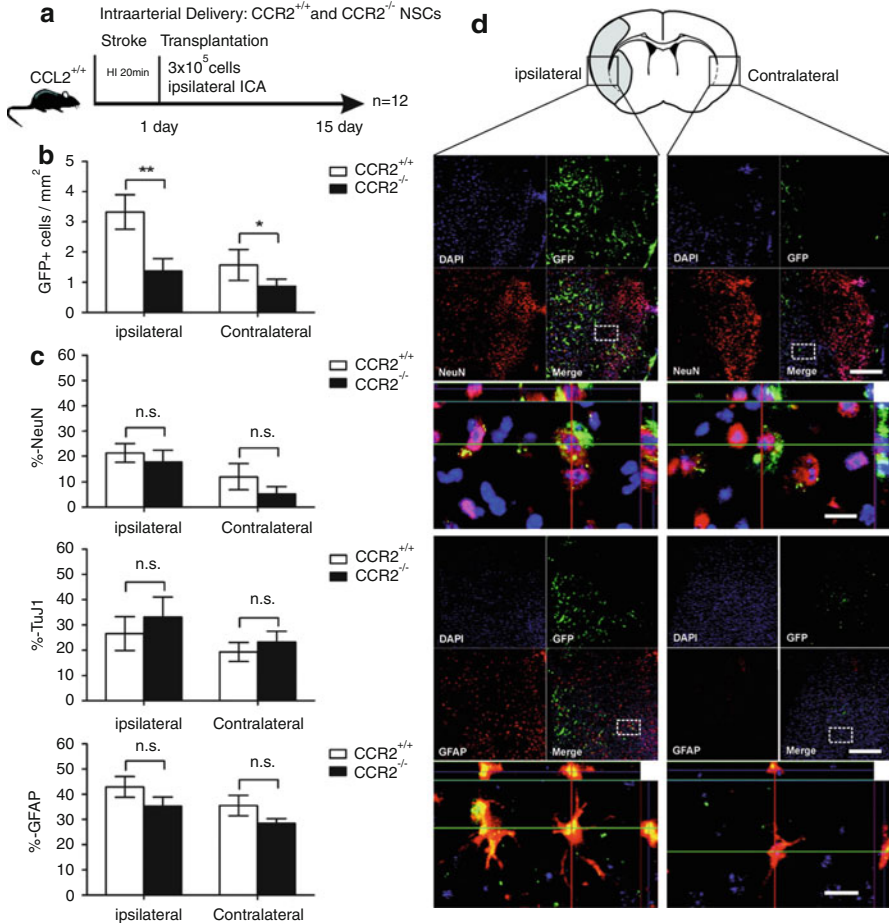 a
Intraarterial Delivery: CCR2+/+ and CCR2-/- NSCs
Stroke
Transplantation
CCL2+/+
HI 20min
3x10^5 cells
ipsilateral ICA
n=12
1 day
15 day
b
GFP+ cells / mm2
5
4
3
2
1
0
**
*
CCR2+/+
CCR2-/-
ipsilateral
Contralateral
c
%-NeuN
60
50
40
30
20
10
0
n.s.
n.s.
CCR2+/+
CCR2-/-
ipsilateral
Contralateral
%-TuJ1
60
50
40
30
20
10
0
n.s.
n.s.
CCR2+/+
CCR2-/-
ipsilateral
Contralateral
%-GFAP
60
50
40
30
20
10
0
n.s.
n.s.
CCR2+/+
CCR2-/-
ipsilateral
Contralateral
d
ipsilateral
Contralateral
DAPI
GFP
DAPI
GFP
NeuN
Merge
NeuN
Merge
DAPI
GFP
DAPI
GFP
GFAP
Merge
GFAP
Merge